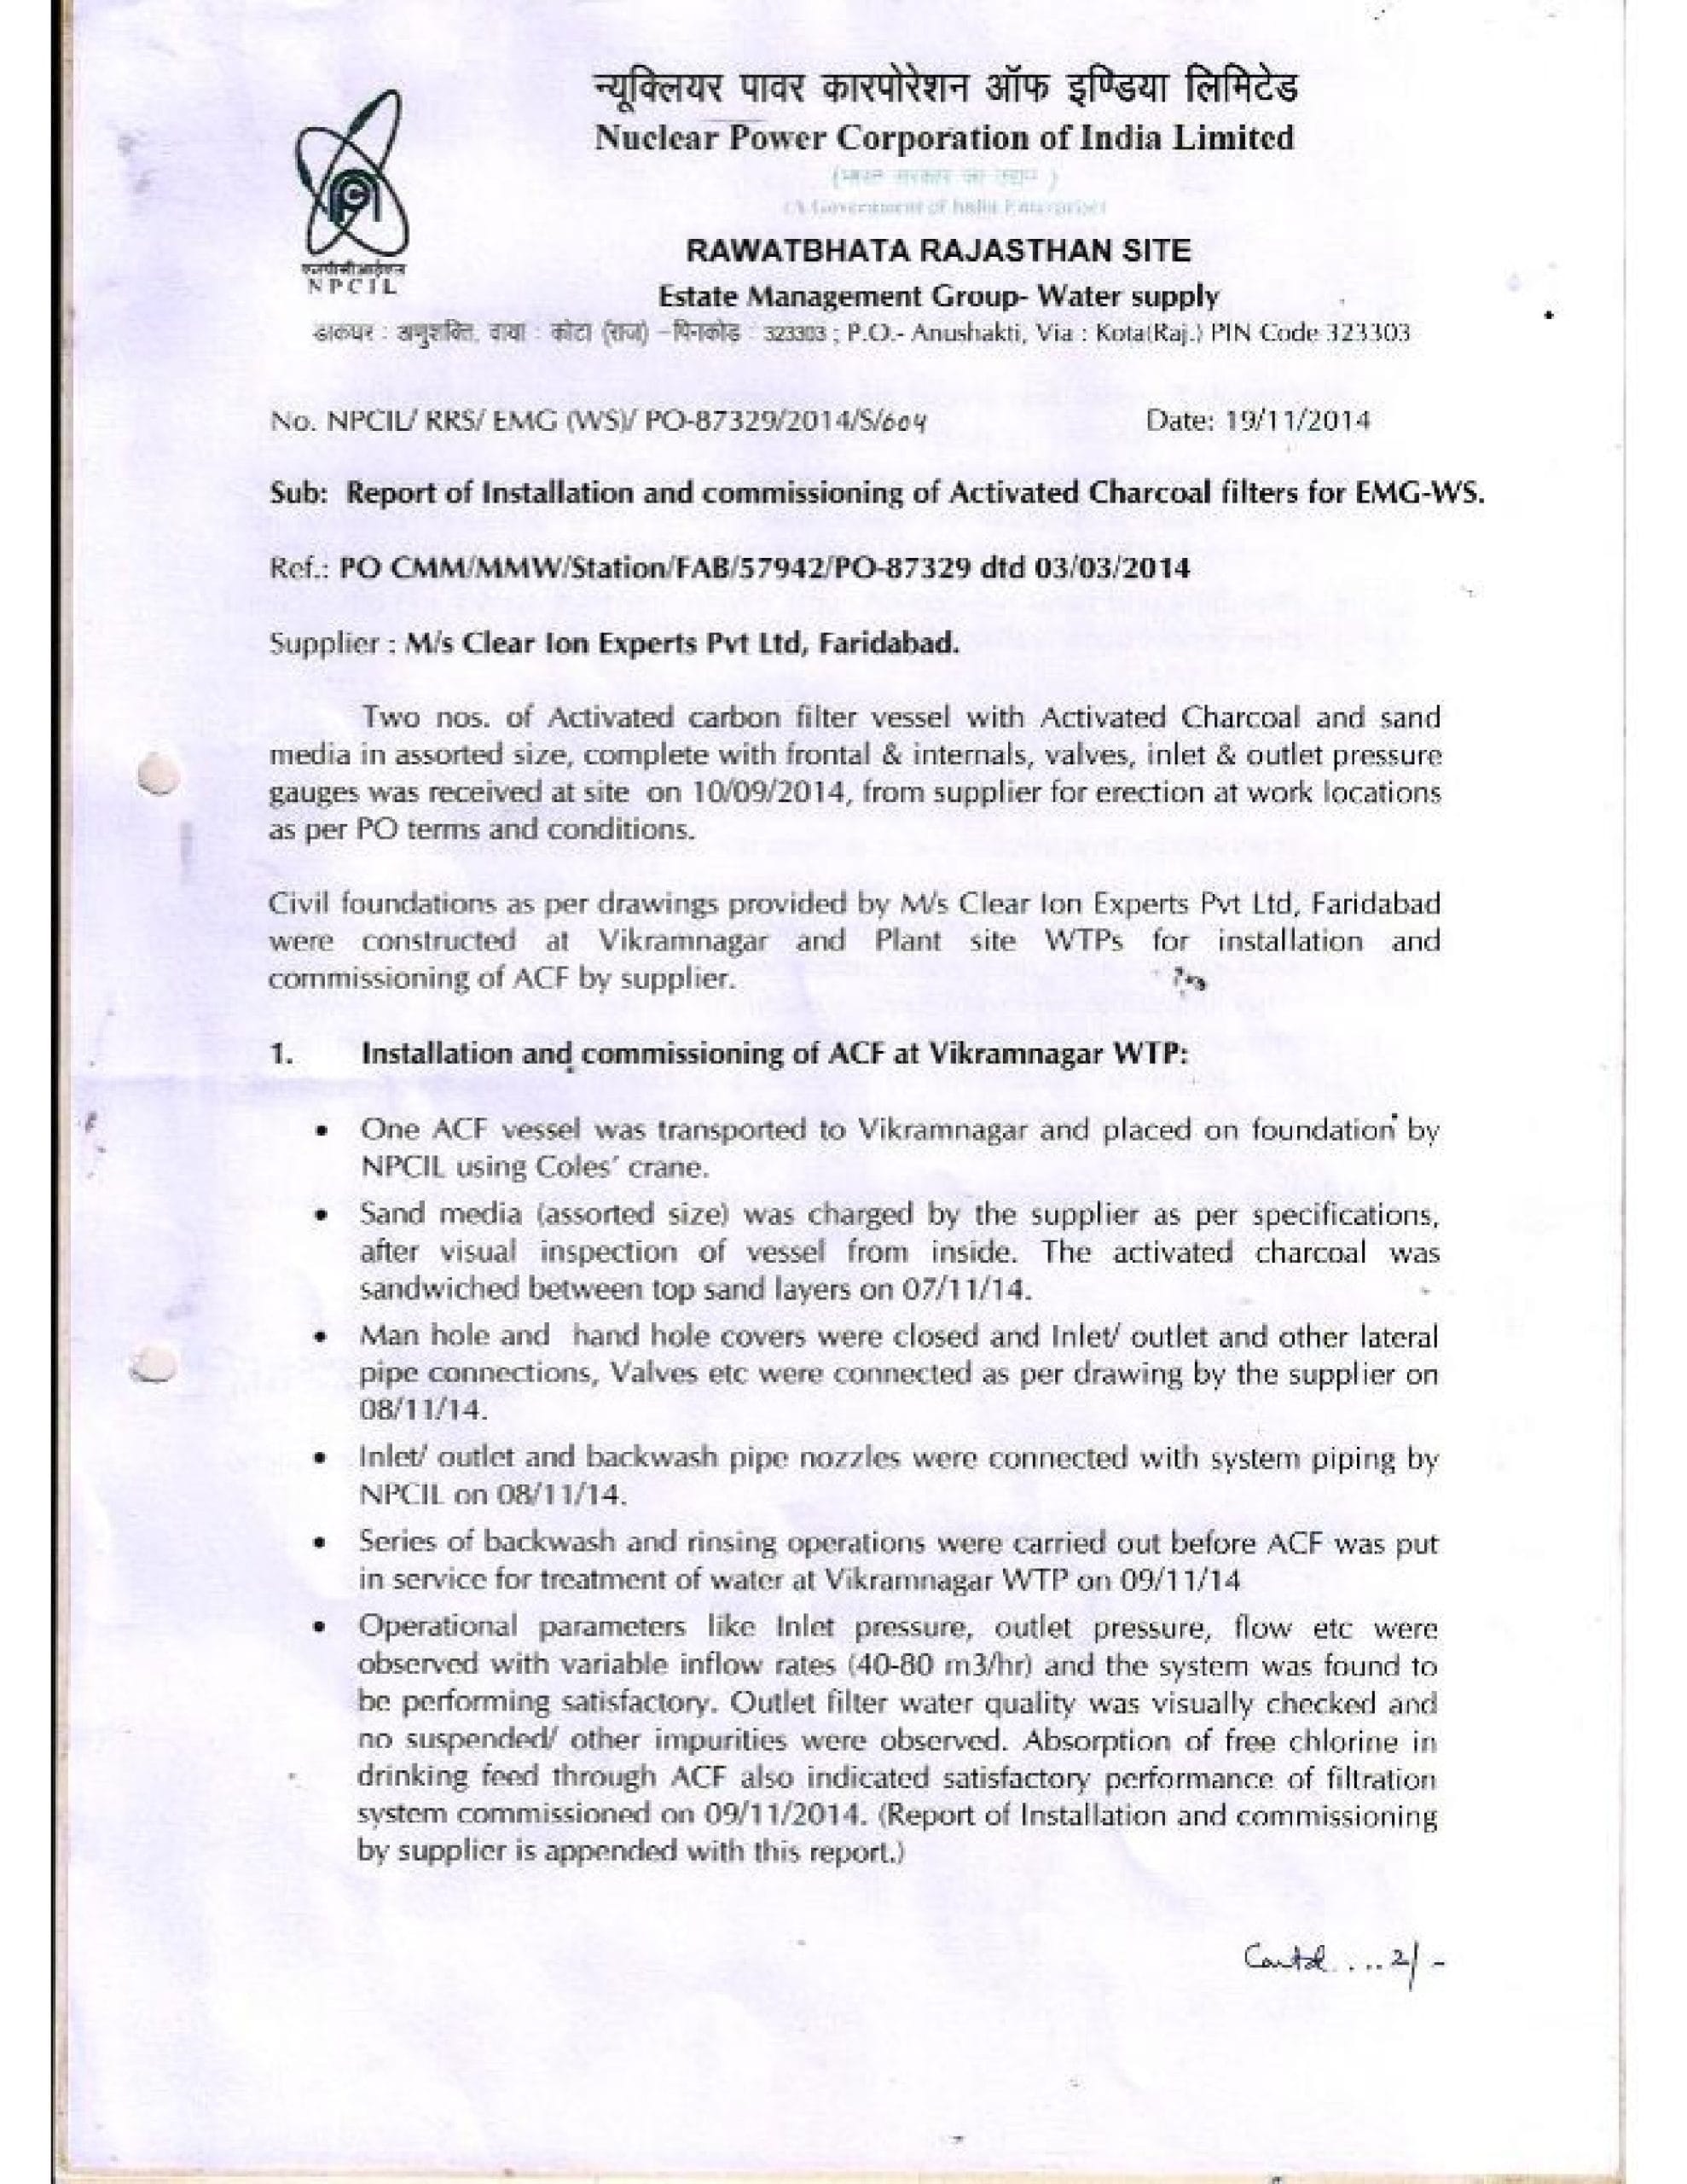 न्यूक्लियर पावर कारपोरेशन ऑफ इण्डिया लिमिटेड
Nuclear Power Corporation of India Limited
(भारत सरकार का उद्यम )
(A Government of India Enterprise)
एनपीसीआईएल
NPCIL
RAWATBHATA RAJASTHAN SITE
Estate Management Group- Water supply
डाकघर : अणुशक्ति, वाया : कोटा (राज) –पिनकोड : 323303 ; P.O.- Anushakti, Via : Kota(Raj.) PIN Code 323303
No. NPCIL/ RRS/ EMG (WS)/ PO-87329/2014/S/604 Date: 19/11/2014
Sub: Report of Installation and commissioning of Activated Charcoal filters for EMG-WS.
Ref.: PO CMM/MMW/Station/FAB/57942/PO-87329 dtd 03/03/2014
Supplier : M/s Clear Ion Experts Pvt Ltd, Faridabad.
Two nos. of Activated carbon filter vessel with Activated Charcoal and sand
media in assorted size, complete with frontal & internals, valves, inlet & outlet pressure
gauges was received at site on 10/09/2014, from supplier for erection at work locations
as per PO terms and conditions.
Civil foundations as per drawings provided by M/s Clear Ion Experts Pvt Ltd, Faridabad
were constructed at Vikramnagar and Plant site WTPs for installation and
commissioning of ACF by supplier.
1. Installation and commissioning of ACF at Vikramnagar WTP:
• One ACF vessel was transported to Vikramnagar and placed on foundation by
NPCIL using Coles' crane.
• Sand media (assorted size) was charged by the supplier as per specifications,
after visual inspection of vessel from inside. The activated charcoal was
sandwiched between top sand layers on 07/11/14.
• Man hole and hand hole covers were closed and Inlet/ outlet and other lateral
pipe connections, Valves etc were connected as per drawing by the supplier on
08/11/14.
• Inlet/ outlet and backwash pipe nozzles were connected with system piping by
NPCIL on 08/11/14.
• Series of backwash and rinsing operations were carried out before ACF was put
in service for treatment of water at Vikramnagar WTP on 09/11/14
• Operational parameters like Inlet pressure, outlet pressure, flow etc were
observed with variable inflow rates (40-80 m3/hr) and the system was found to
be performing satisfactory. Outlet filter water quality was visually checked and
no suspended/ other impurities were observed. Absorption of free chlorine in
drinking feed through ACF also indicated satisfactory performance of filtration
system commissioned on 09/11/2014. (Report of Installation and commissioning
by supplier is appended with this report.)
Contd....2/-